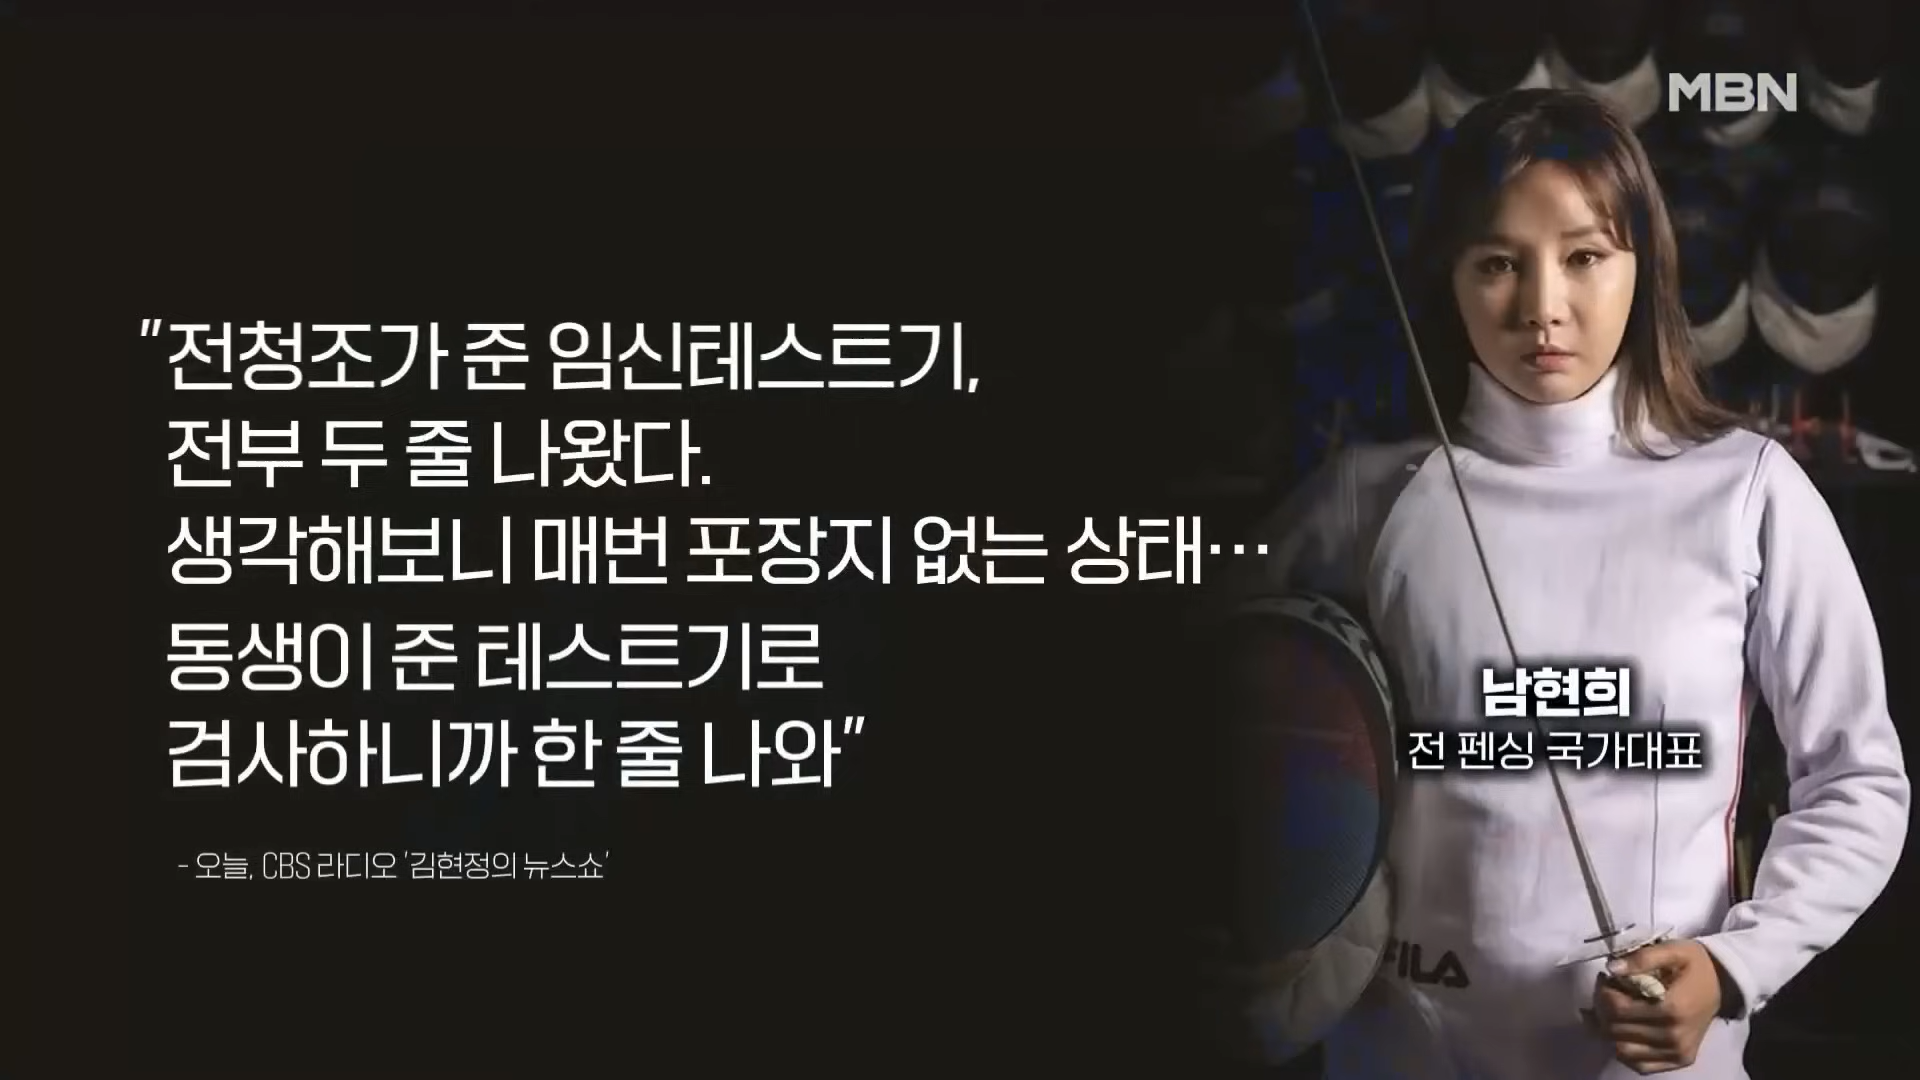 MBN
"전청조가 준 임신테스트기,
전부 두 줄 나왔다.
생각해보니 매번 포장지 없는 상태…
동생이 준 테스트기로
검사하니까 한 줄 나와"
- 오늘, CBS 라디오 '김현정의 뉴스쇼'
남현희
전 펜싱 국가대표
FILA